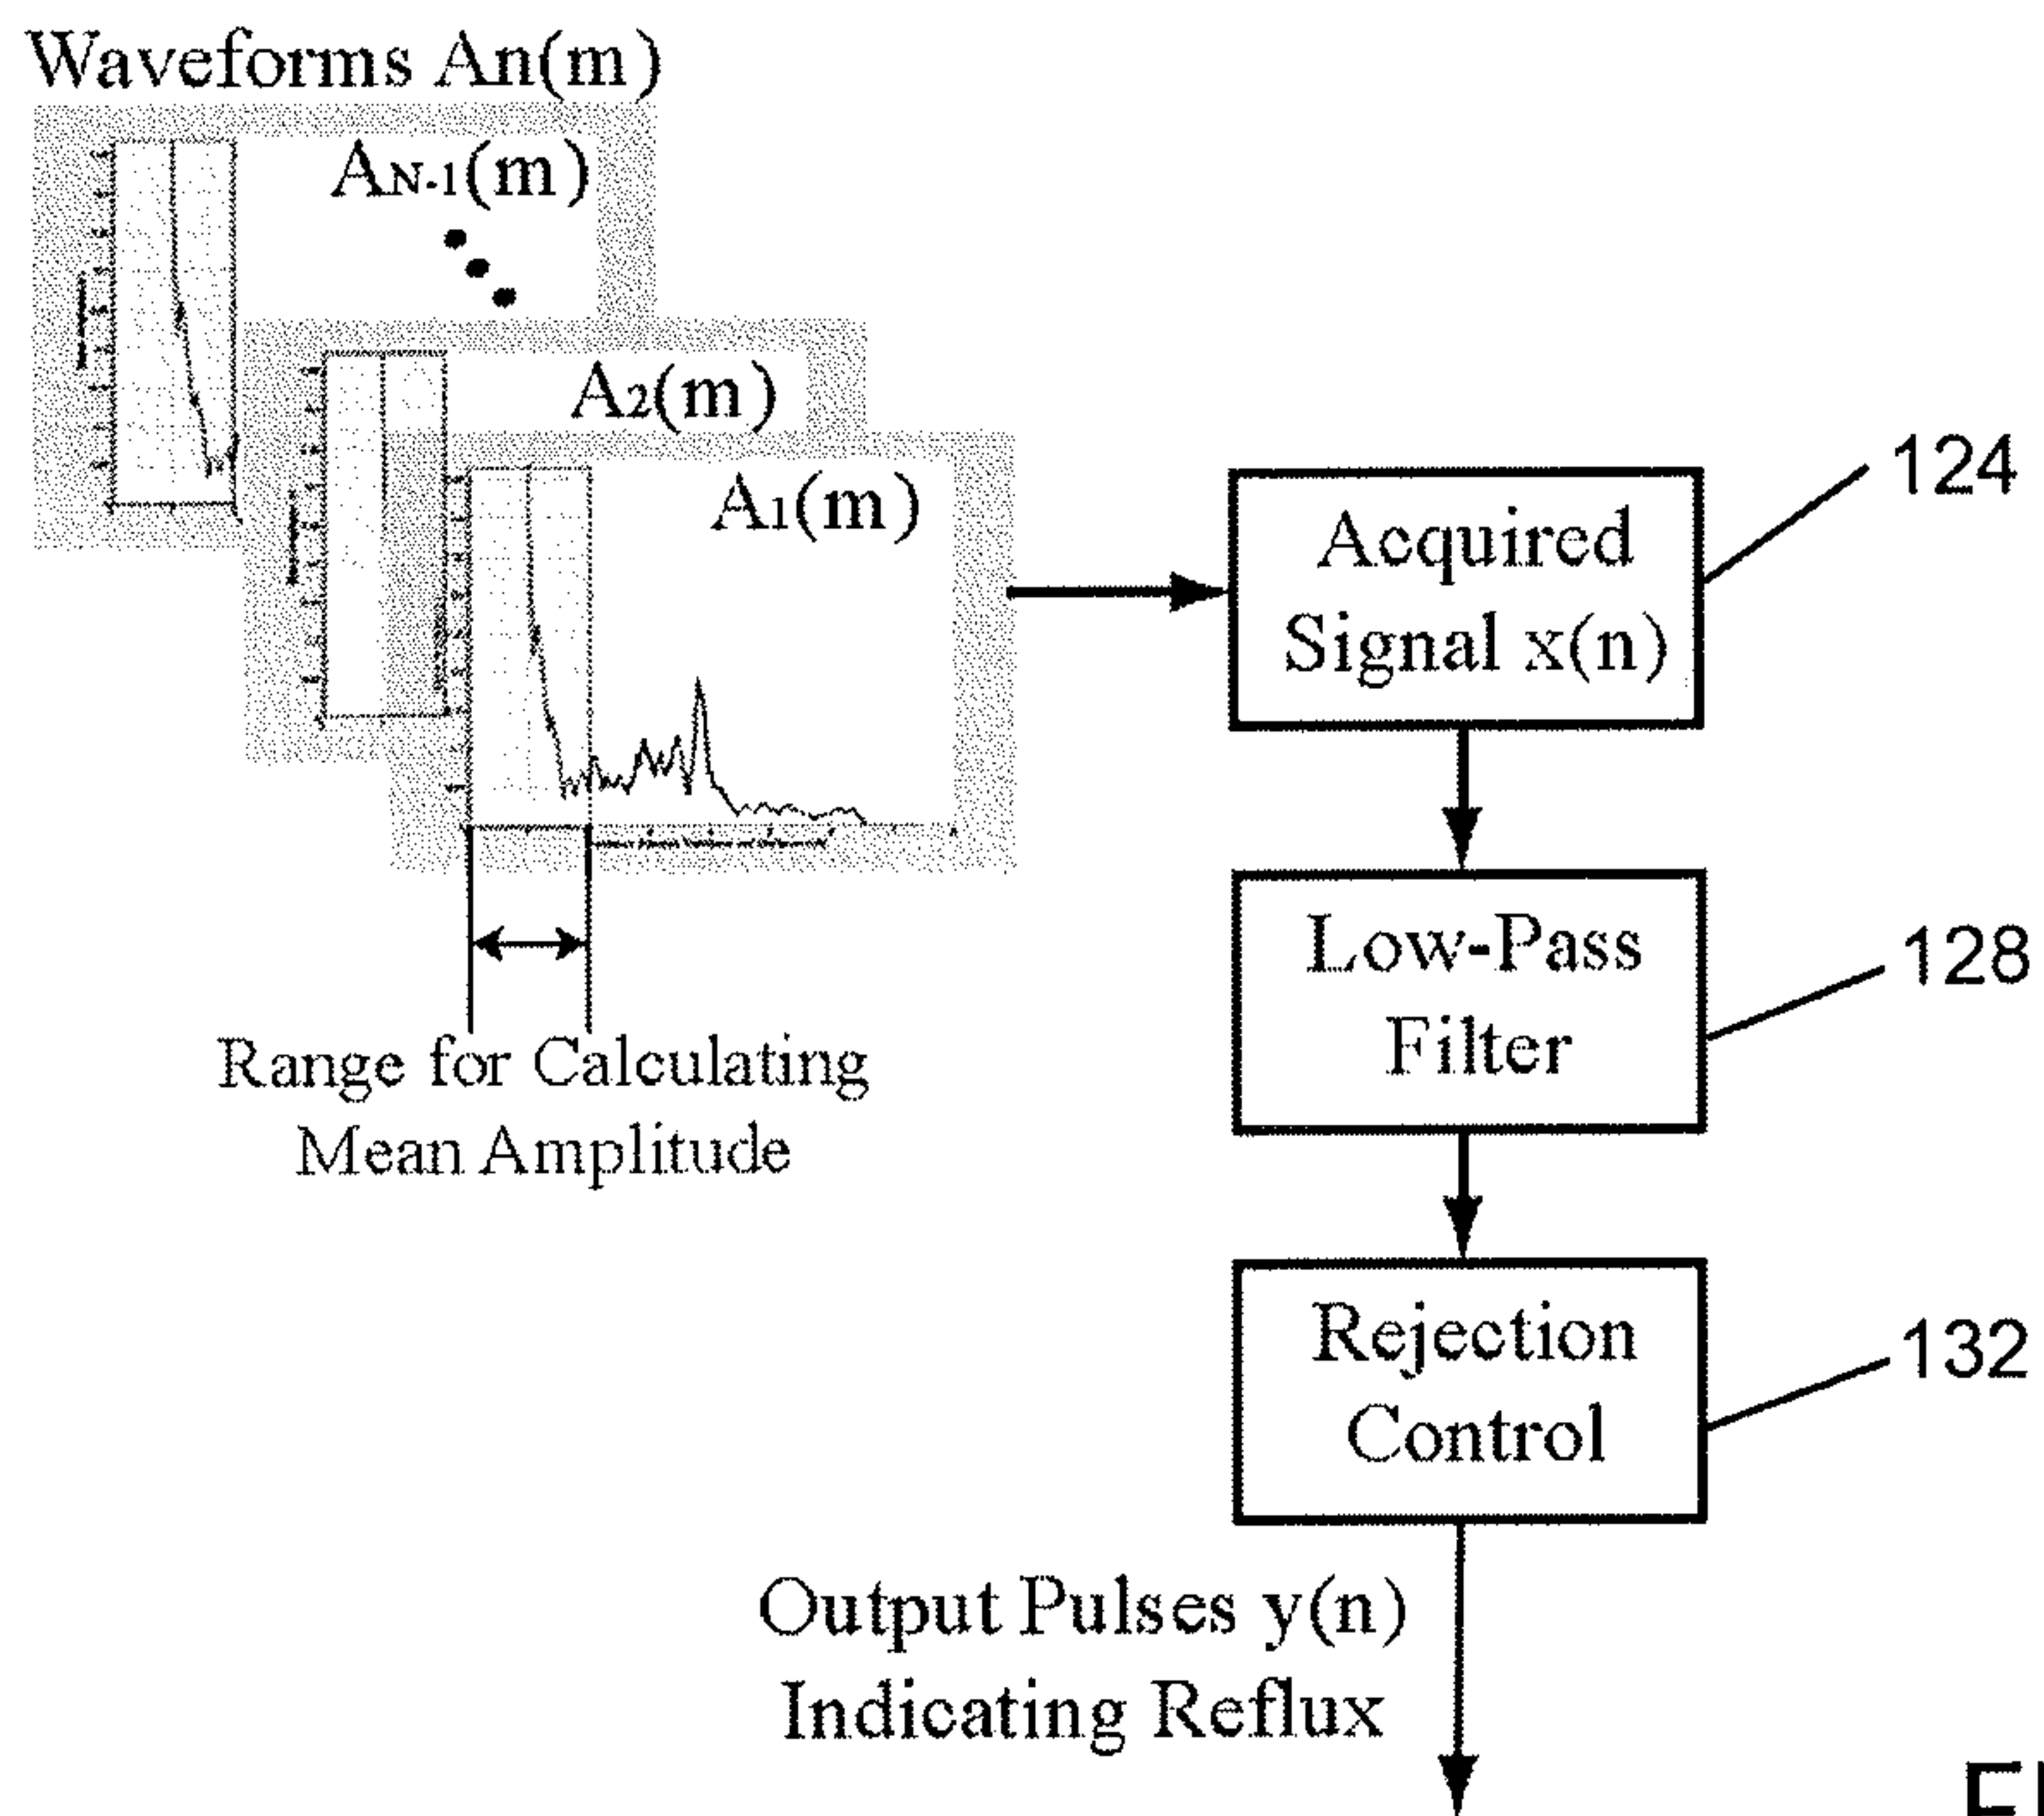 Waveforms An(m)
AN-1(m)
A2(m)
A1(m)
Range for Calculating
Mean Amplitude
Acquired
Signal x(n)
124
Low-Pass
Filter
128
Rejection
Control
132
Output Pulses y(n)
Indicating Reflux